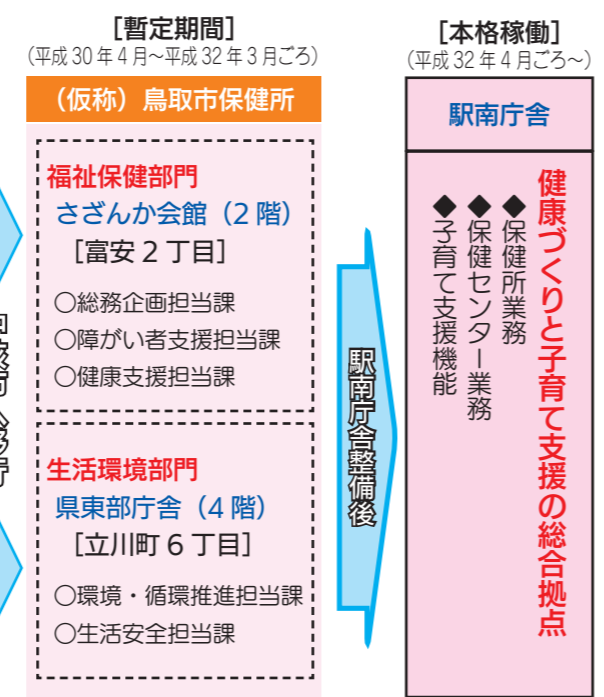 [暫定期間]
(平成 30 年 4 月〜平成 32 年 3 月ごろ)
(仮称) 鳥取市保健所
福祉保健部門
さざんか会館(2 階)
[富安 2 丁目]
○総務企画担当課
○障がい者支援担当課
○健康支援担当課
生活環境部門
県東部庁舎(4 階)
[立川町 6 丁目]
○環境・循環推進担当課
○生活安全担当課
駅南庁舎整備後
[本格稼働]
(平成 32 年 4 月ごろ〜)
駅南庁舎
健康づくりと子育て支援の総合拠点
◆保健所業務
◆保健センター業務
◆子育て支援機能